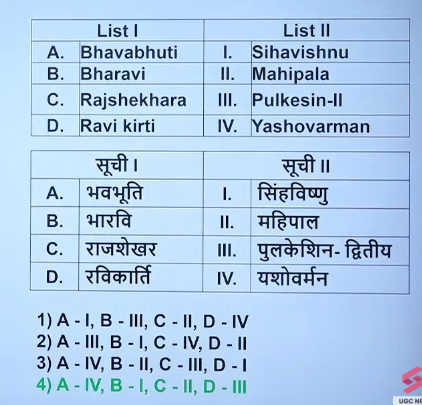 List I List II
A. Bhavabhuti I. Sihavishnu
B. Bharavi II. Mahipala
C. Rajshekhara III. Pulkesin-II
D. Ravi kirti IV. Yashovarman
सूची I सूची II
A. भवभूति I. सिंहविष्णु
B. भारवि II. महिपाल
C. राजशेखर III. पुलकेशिन- द्वितीय
D. रविकार्ति IV. यशोवर्मन
1) A - I, B - III, C - II, D - IV
2) A - III, B - I, C - IV, D - II
3) A - IV, B - II, C - III, D - I
4) A - IV, B - I, C - II, D - III
UGC NE